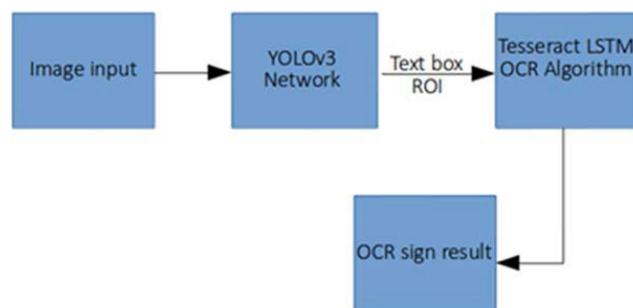 Image input
YOLOv3
Network
Text box
ROI
Tesseract LSTM
OCR Algorithm
OCR sign result